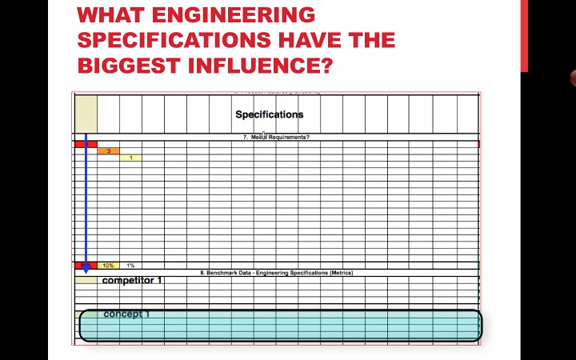 WHAT ENGINEERING
SPECIFICATIONS HAVE THE
BIGGEST INFLUENCE?
Specifications
7. Meets Requirements?
3
1
10% 1%
8. Benchmark Data - Engineering Specifications (Metrics)
competitor 1
concept 1